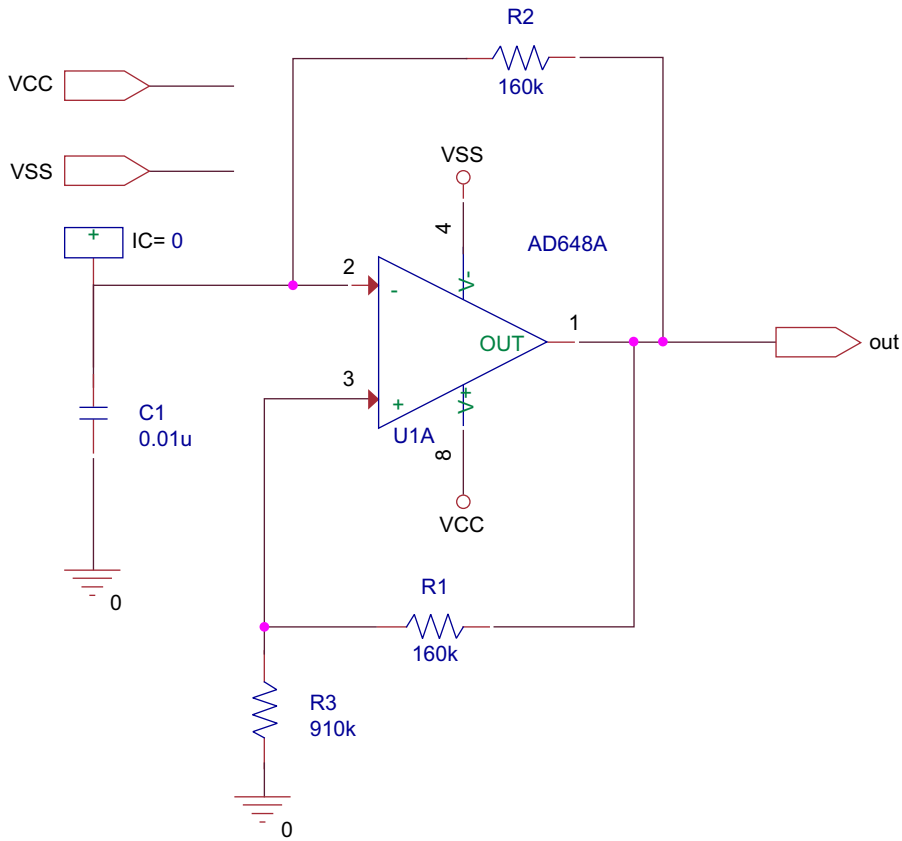 R2
160k
VCC
VSS
VSS
4
V-
AD648A
+
IC= 0
2
-
OUT
1
out
3
+
V+
U1A
8
VCC
C1
0.01u
0
R1
160k
R3
910k
0